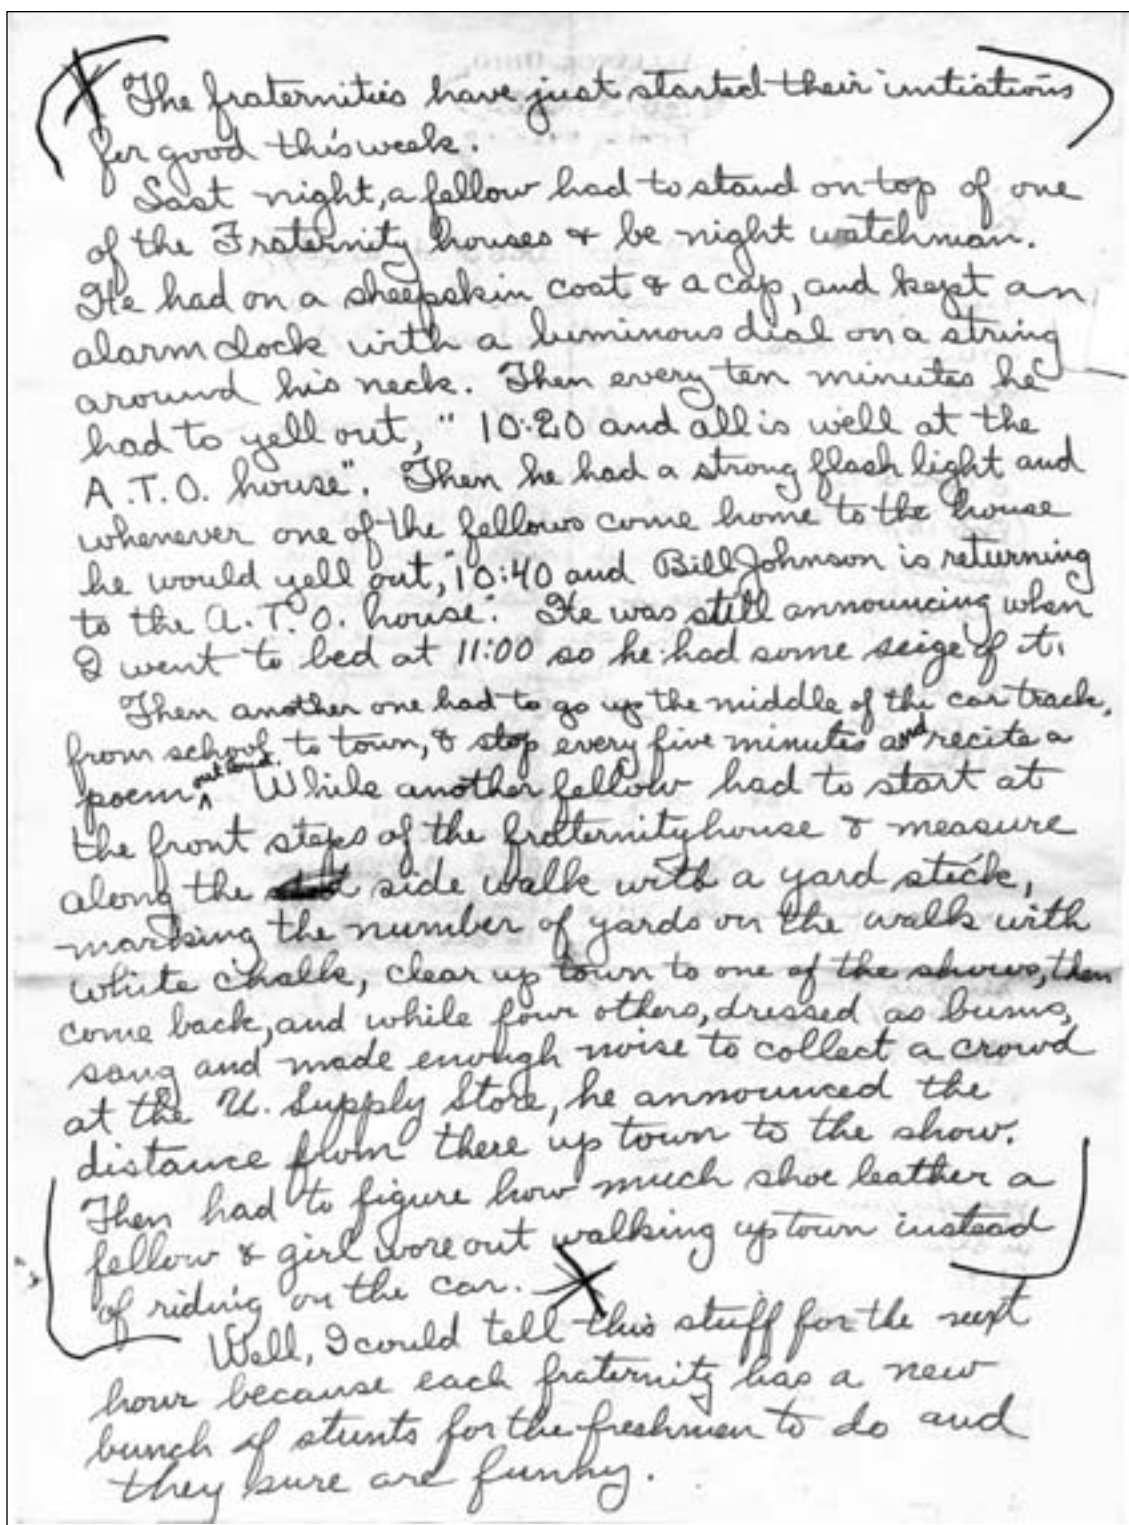 The fraternities have just started their initiations
for good this week.
Last night, a fellow had to stand on top of one
of the Fraternity houses & be night watchman.
He had on a sheepskin coat & a cap, and kept an
alarm clock with a luminous dial on a string
around his neck. Then every ten minutes he
had to yell out, "10:20 and all is well at the
A.T.O. house". Then he had a strong flash light and
whenever one of the fellows come home to the house
he would yell out, "10:40 and Bill Johnson is returning
to the A.T.O. house". He was still announcing when
I went to bed at 11:00 so he had some seige of it.
Then another one had to go up the middle of the car track,
from school to town, & stop every five minutes and recite a
poem out loud. While another fellow had to start at
the front steps of the fraternity house & measure
along the side walk with a yard stick,
marking the number of yards on the walk with
white chalk, clear up town to one of the shows, then
come back, and while four others, dressed as bums,
sang and made enough noise to collect a crowd
at the U. Supply Store, he announced the
distance from there up town to the show.
Then had to figure how much shoe leather a
fellow & girl wore out walking up town instead
of riding on the car.
Well, I could tell this stuff for the next
hour because each fraternity has a new
bunch of stunts for the freshmen to do and
they sure are funny.